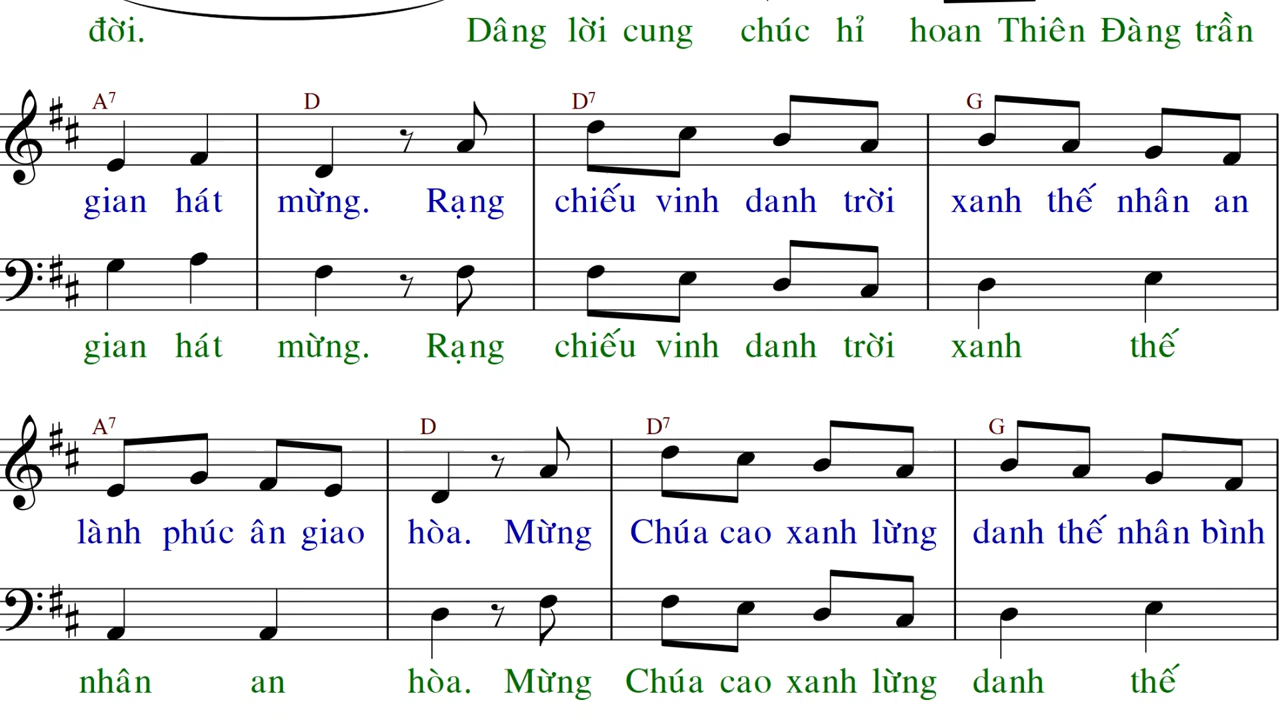 đời. Dâng lời cung chúc hỉ hoan Thiên Đàng trần
A7 D D7 G
gian hát mừng. Rạng chiếu vinh danh trời xanh thế nhân an
gian hát mừng. Rạng chiếu vinh danh trời xanh thế
A7 D D7 G
lành phúc ân giao hòa. Mừng Chúa cao xanh lừng danh thế nhân bình
nhân an hòa. Mừng Chúa cao xanh lừng danh thế